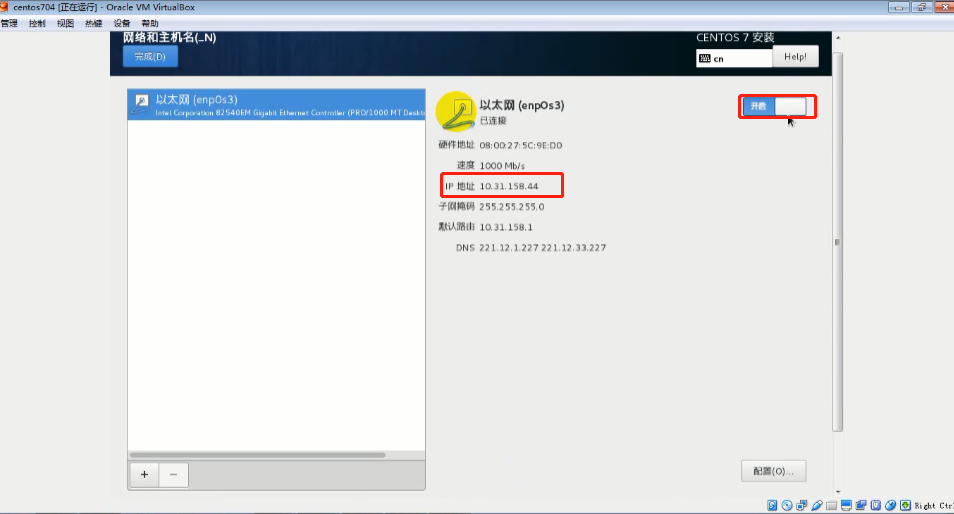 centos704 [正在运行] - Oracle VM VirtualBox
管理 控制 视图 热键 设备 帮助
网络和主机名(_N)
CENTOS 7 安装
完成(D)
cn
Help!
以太网 (enp0s3)
Intel Corporation 82540EM Gigabit Ethernet Controller (PRO/1000 MT Deskt
以太网 (enp0s3)
已连接
开启
硬件地址 08:00:27:5C:9E:D0
速度 1000 Mb/s
IP 地址 10.31.158.44
子网掩码 255.255.255.0
默认路由 10.31.158.1
DNS 221.12.1.227 221.12.33.227
+ −
配置(O)...
Right Ctrl